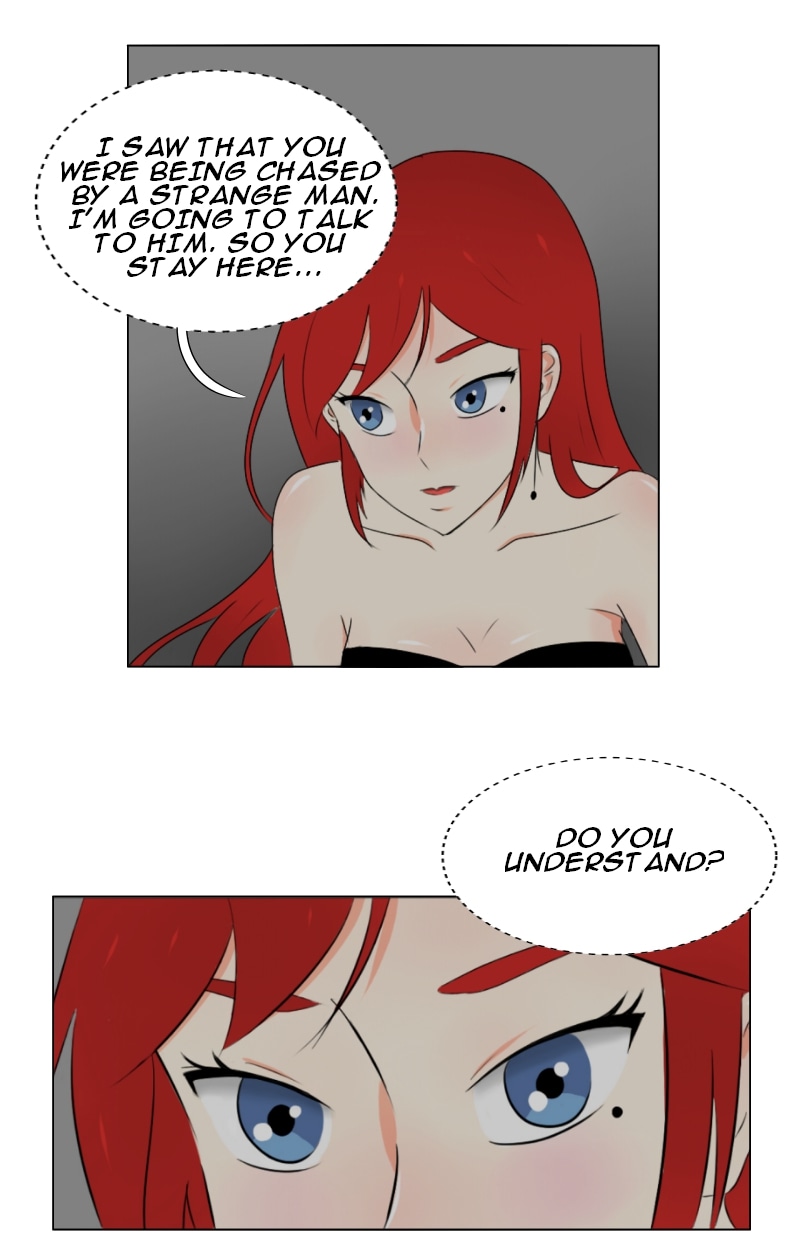 I SAW THAT YOU
WERE BEING CHASED
BY A STRANGE MAN.
I'M GOING TO TALK
TO HIM. SO YOU
STAY HERE...
DO YOU
UNDERSTAND?